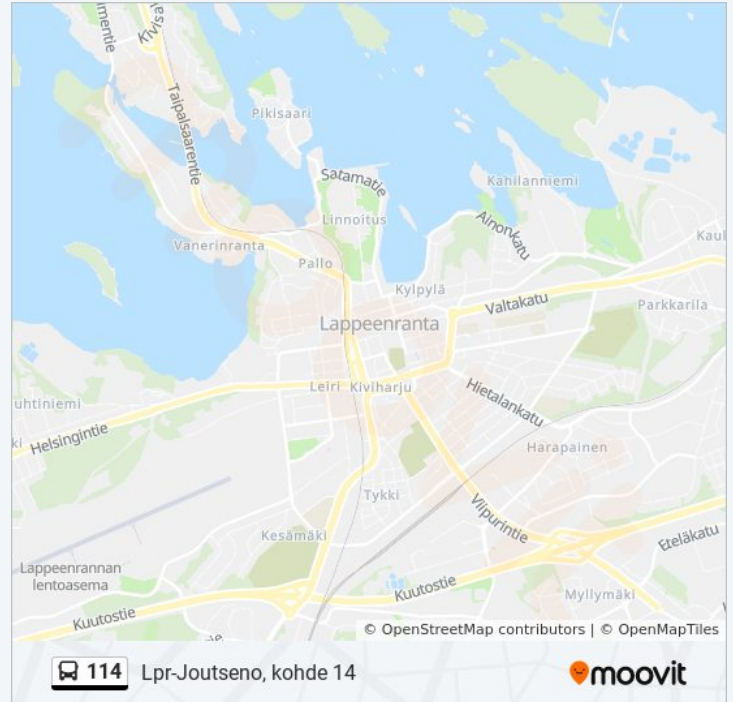 imentie
Kivisa
Taipalsaarentie
Pikisaari
Satamatie
Kahilanniemi
Linnoitus
Ainonkatu
Vanerinranta
Kaul
Pallo
Kylpylä
Valtakatu
Parkkarila
Lappeenranta
Leiri
Kiviharju
uhtiniemi
Hietalankatu
ki
Helsingintie
Harapainen
Tykki
Viipurintie
Kesämäki
Eteläkatu
Lappeenrannan
lentoasema
Kuutostie
Myllymäki
Kuutostie
© OpenStreetMap contributors | © OpenMapTiles
114 Lpr-Joutseno, kohde 14
moovit